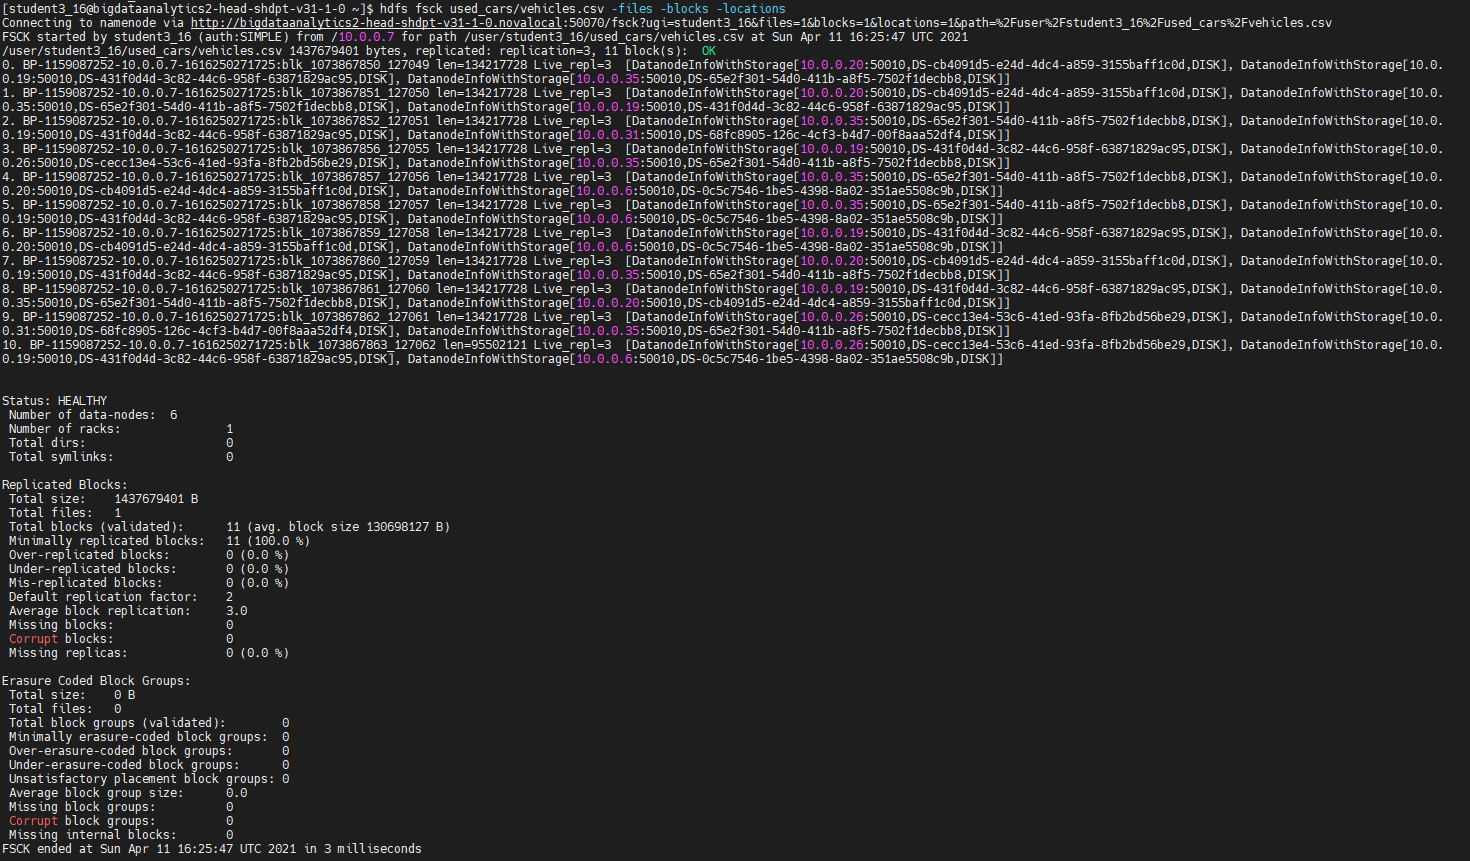 [student3_16@bigdataanalytics2-head-shdpt-v31-1-0 ~]$ hdfs fsck used_cars/vehicles.csv -files -blocks -locations
Connecting to namenode via http://bigdataanalytics2-head-shdpt-v31-1-0.novalocal:50070/fsck?ugi=student3_16&files=1&blocks=1&locations=1&path=%2Fuser%2Fstudent3_16%2Fused_cars%2Fvehicles.csv
FSCK started by student3_16 (auth:SIMPLE) from /10.0.0.7 for path /user/student3_16/used_cars/vehicles.csv at Sun Apr 11 16:25:47 UTC 2021
/user/student3_16/used_cars/vehicles.csv 1437679401 bytes, replicated: replication=3, 11 block(s):  OK
0. BP-1159087252-10.0.0.7-1616250271725:blk_1073867850_127049 len=134217728 Live_repl=3  [DatanodeInfoWithStorage[10.0.0.20:50010,DS-cb4091d5-e24d-4dc4-a859-3155baff1c0d,DISK], DatanodeInfoWithStorage[10.0.
0.19:50010,DS-431f0d4d-3c82-44c6-958f-63871829ac95,DISK], DatanodeInfoWithStorage[10.0.0.35:50010,DS-65e2f301-54d0-411b-a8f5-7502f1decbb8,DISK]]
1. BP-1159087252-10.0.0.7-1616250271725:blk_1073867851_127050 len=134217728 Live_repl=3  [DatanodeInfoWithStorage[10.0.0.20:50010,DS-cb4091d5-e24d-4dc4-a859-3155baff1c0d,DISK], DatanodeInfoWithStorage[10.0.
0.35:50010,DS-65e2f301-54d0-411b-a8f5-7502f1decbb8,DISK], DatanodeInfoWithStorage[10.0.0.19:50010,DS-431f0d4d-3c82-44c6-958f-63871829ac95,DISK]]
2. BP-1159087252-10.0.0.7-1616250271725:blk_1073867852_127051 len=134217728 Live_repl=3  [DatanodeInfoWithStorage[10.0.0.35:50010,DS-65e2f301-54d0-411b-a8f5-7502f1decbb8,DISK], DatanodeInfoWithStorage[10.0.
0.19:50010,DS-431f0d4d-3c82-44c6-958f-63871829ac95,DISK], DatanodeInfoWithStorage[10.0.0.31:50010,DS-68fc8905-126c-4cf3-b4d7-00f8aaa52df4,DISK]]
3. BP-1159087252-10.0.0.7-1616250271725:blk_1073867856_127055 len=134217728 Live_repl=3  [DatanodeInfoWithStorage[10.0.0.19:50010,DS-431f0d4d-3c82-44c6-958f-63871829ac95,DISK], DatanodeInfoWithStorage[10.0.
0.26:50010,DS-cecc13e4-53c6-41ed-93fa-8fb2bd56be29,DISK], DatanodeInfoWithStorage[10.0.0.35:50010,DS-65e2f301-54d0-411b-a8f5-7502f1decbb8,DISK]]
4. BP-1159087252-10.0.0.7-1616250271725:blk_1073867857_127056 len=134217728 Live_repl=3  [DatanodeInfoWithStorage[10.0.0.35:50010,DS-65e2f301-54d0-411b-a8f5-7502f1decbb8,DISK], DatanodeInfoWithStorage[10.0.
0.20:50010,DS-cb4091d5-e24d-4dc4-a859-3155baff1c0d,DISK], DatanodeInfoWithStorage[10.0.0.6:50010,DS-0c5c7546-1be5-4398-8a02-351ae5508c9b,DISK]]
5. BP-1159087252-10.0.0.7-1616250271725:blk_1073867858_127057 len=134217728 Live_repl=3  [DatanodeInfoWithStorage[10.0.0.35:50010,DS-65e2f301-54d0-411b-a8f5-7502f1decbb8,DISK], DatanodeInfoWithStorage[10.0.
0.19:50010,DS-431f0d4d-3c82-44c6-958f-63871829ac95,DISK], DatanodeInfoWithStorage[10.0.0.6:50010,DS-0c5c7546-1be5-4398-8a02-351ae5508c9b,DISK]]
6. BP-1159087252-10.0.0.7-1616250271725:blk_1073867859_127058 len=134217728 Live_repl=3  [DatanodeInfoWithStorage[10.0.0.19:50010,DS-431f0d4d-3c82-44c6-958f-63871829ac95,DISK], DatanodeInfoWithStorage[10.0.
0.20:50010,DS-cb4091d5-e24d-4dc4-a859-3155baff1c0d,DISK], DatanodeInfoWithStorage[10.0.0.6:50010,DS-0c5c7546-1be5-4398-8a02-351ae5508c9b,DISK]]
7. BP-1159087252-10.0.0.7-1616250271725:blk_1073867860_127059 len=134217728 Live_repl=3  [DatanodeInfoWithStorage[10.0.0.20:50010,DS-cb4091d5-e24d-4dc4-a859-3155baff1c0d,DISK], DatanodeInfoWithStorage[10.0.
0.19:50010,DS-431f0d4d-3c82-44c6-958f-63871829ac95,DISK], DatanodeInfoWithStorage[10.0.0.35:50010,DS-65e2f301-54d0-411b-a8f5-7502f1decbb8,DISK]]
8. BP-1159087252-10.0.0.7-1616250271725:blk_1073867861_127060 len=134217728 Live_repl=3  [DatanodeInfoWithStorage[10.0.0.19:50010,DS-431f0d4d-3c82-44c6-958f-63871829ac95,DISK], DatanodeInfoWithStorage[10.0.
0.35:50010,DS-65e2f301-54d0-411b-a8f5-7502f1decbb8,DISK], DatanodeInfoWithStorage[10.0.0.20:50010,DS-cb4091d5-e24d-4dc4-a859-3155baff1c0d,DISK]]
9. BP-1159087252-10.0.0.7-1616250271725:blk_1073867862_127061 len=134217728 Live_repl=3  [DatanodeInfoWithStorage[10.0.0.26:50010,DS-cecc13e4-53c6-41ed-93fa-8fb2bd56be29,DISK], DatanodeInfoWithStorage[10.0.
0.31:50010,DS-68fc8905-126c-4cf3-b4d7-00f8aaa52df4,DISK], DatanodeInfoWithStorage[10.0.0.35:50010,DS-65e2f301-54d0-411b-a8f5-7502f1decbb8,DISK]]
10. BP-1159087252-10.0.0.7-1616250271725:blk_1073867863_127062 len=95502121 Live_repl=3  [DatanodeInfoWithStorage[10.0.0.26:50010,DS-cecc13e4-53c6-41ed-93fa-8fb2bd56be29,DISK], DatanodeInfoWithStorage[10.0.
0.19:50010,DS-431f0d4d-3c82-44c6-958f-63871829ac95,DISK], DatanodeInfoWithStorage[10.0.0.6:50010,DS-0c5c7546-1be5-4398-8a02-351ae5508c9b,DISK]]
Status: HEALTHY
Number of data-nodes:  6
Number of racks:               1
Total dirs:                    0
Total symlinks:                0
Replicated Blocks:
Total size:    1437679401 B
Total files:   1
Total blocks (validated):      11 (avg. block size 130698127 B)
Minimally replicated blocks:   11 (100.0 %)
Over-replicated blocks:        0 (0.0 %)
Under-replicated blocks:       0 (0.0 %)
Mis-replicated blocks:         0 (0.0 %)
Default replication factor:    2
Average block replication:     3.0
Missing blocks:                0
Corrupt blocks:                0
Missing replicas:              0 (0.0 %)
Erasure Coded Block Groups:
Total size:    0 B
Total files:   0
Total block groups (validated):        0
Minimally erasure-coded block groups:  0
Over-erasure-coded block groups:       0
Under-erasure-coded block groups:      0
Unsatisfactory placement block groups: 0
Average block group size:      0.0
Missing block groups:          0
Corrupt block groups:          0
Missing internal blocks:       0
FSCK ended at Sun Apr 11 16:25:47 UTC 2021 in 3 milliseconds